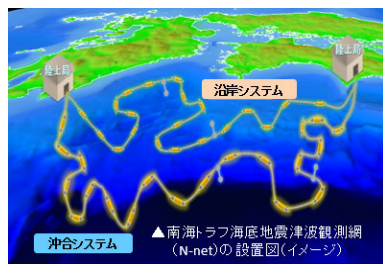 陸上局
陸上局
沿岸システム
沖合システム
▲南海トラフ海底地震津波観測網
（N-net）の設置図（イメージ）